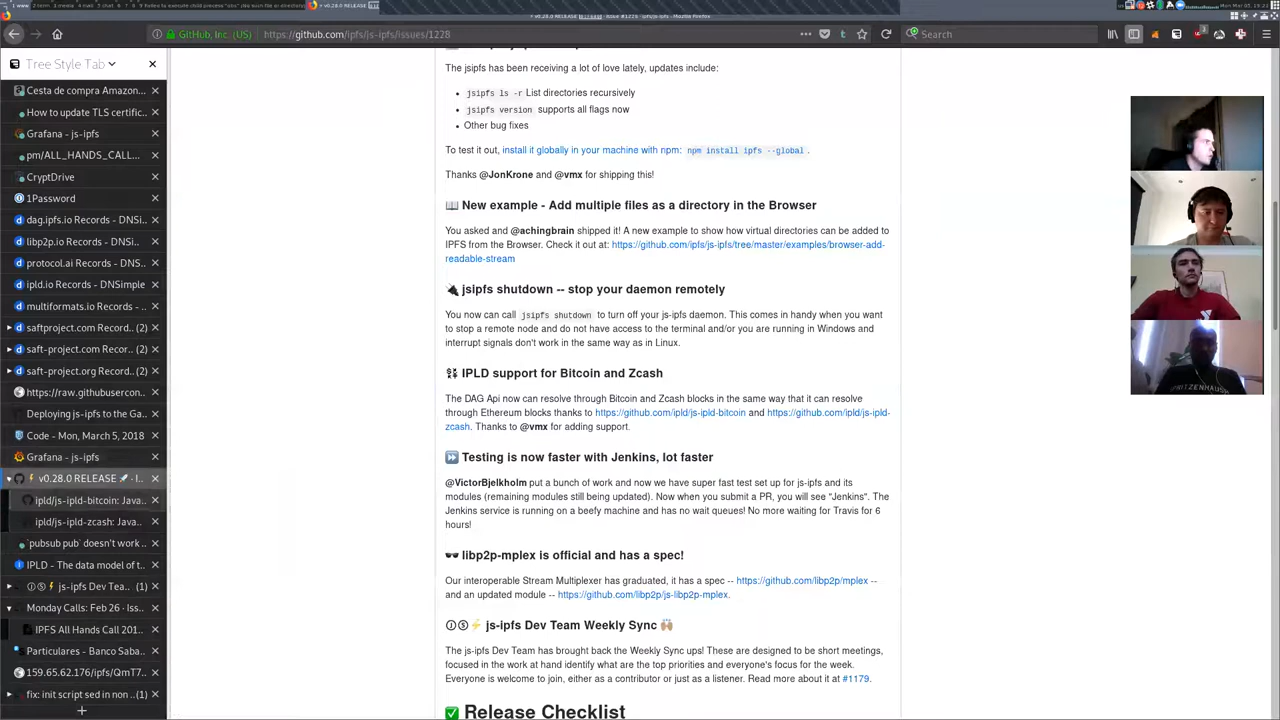 GitHub, Inc. (US)
https://github.com/ipfs/js-ipfs/issues/1228
Search
Tree Style Tab
Cesta de compra Amazon...
How to update TLS certific...
Grafana - js-ipfs
pm/ALL_HANDS_CALL...
CryptDrive
1Password
dag.ipfs.io Records - DNSi...
libp2p.io Records - DNSi...
protocol.ai Records - DNS...
ipld.io Records - DNSimple
multiformats.io Records - ..
saftproject.com Recor.. (2)
saft-project.com Recor.. (2)
saft-project.org Recor.. (2)
https://raw.githubusercon..
Deploying js-ipfs to the Ga..
Code - Mon, March 5, 2018
Grafana - js-ipfs
⚡ v0.28.0 RELEASE 🚀 · I..
ipld/js-ipld-bitcoin: Java..
ipld/js-ipld-zcash: Java...
`pubsub pub` doesn't work ..
IPLD - The data model of t...
ⒿⓈ⚡ js-ipfs Dev Tea.. (1)
Monday Calls: Feb 26 · Iss..
IPFS All Hands Call 201..
Particulares - Banco Saba..
159.65.62.176/ipfs/QmT7..
fix: init script sed in non .. (1)
The jsipfs has been receiving a lot of love lately, updates include:
• jsipfs ls -r List directories recursively
• jsipfs version supports all flags now
• Other bug fixes
To test it out, install it globally in your machine with npm: npm install ipfs --global .
Thanks @JonKrone and @vmx for shipping this!
📖 New example - Add multiple files as a directory in the Browser
You asked and @achingbrain shipped it! A new example to show how virtual directories can be added to
IPFS from the Browser. Check it out at: https://github.com/ipfs/js-ipfs/tree/master/examples/browser-add-
readable-stream
🔌 jsipfs shutdown -- stop your daemon remotely
You now can call jsipfs shutdown to turn off your js-ipfs daemon. This comes in handy when you want
to stop a remote node and do not have access to the terminal and/or you are running in Windows and
interrupt signals don't work in the same way as in Linux.
IPLD support for Bitcoin and Zcash
The DAG Api now can resolve through Bitcoin and Zcash blocks in the same way that it can resolve
through Ethereum blocks thanks to https://github.com/ipld/js-ipld-bitcoin and https://github.com/ipld/js-ipld-
zcash. Thanks to @vmx for adding support.
⏩ Testing is now faster with Jenkins, lot faster
@VictorBjelkholm put a bunch of work and now we have super fast test set up for js-ipfs and its
modules (remaining modules still being updated). Now when you submit a PR, you will see "Jenkins". The
Jenkins service is running on a beefy machine and has no wait queues! No more waiting for Travis for 6
hours!
🕶 libp2p-mplex is official and has a spec!
Our interoperable Stream Multiplexer has graduated, it has a spec -- https://github.com/libp2p/mplex --
and an updated module -- https://github.com/libp2p/js-libp2p-mplex.
ⒿⓈ⚡ js-ipfs Dev Team Weekly Sync 🙌🏽
The js-ipfs Dev Team has brought back the Weekly Sync ups! These are designed to be short meetings,
focused in the work at hand identify what are the top priorities and everyone's focus for the week.
Everyone is welcome to join, either as a contributor or just as a listener. Read more about it at #1179.
✅ Release Checklist